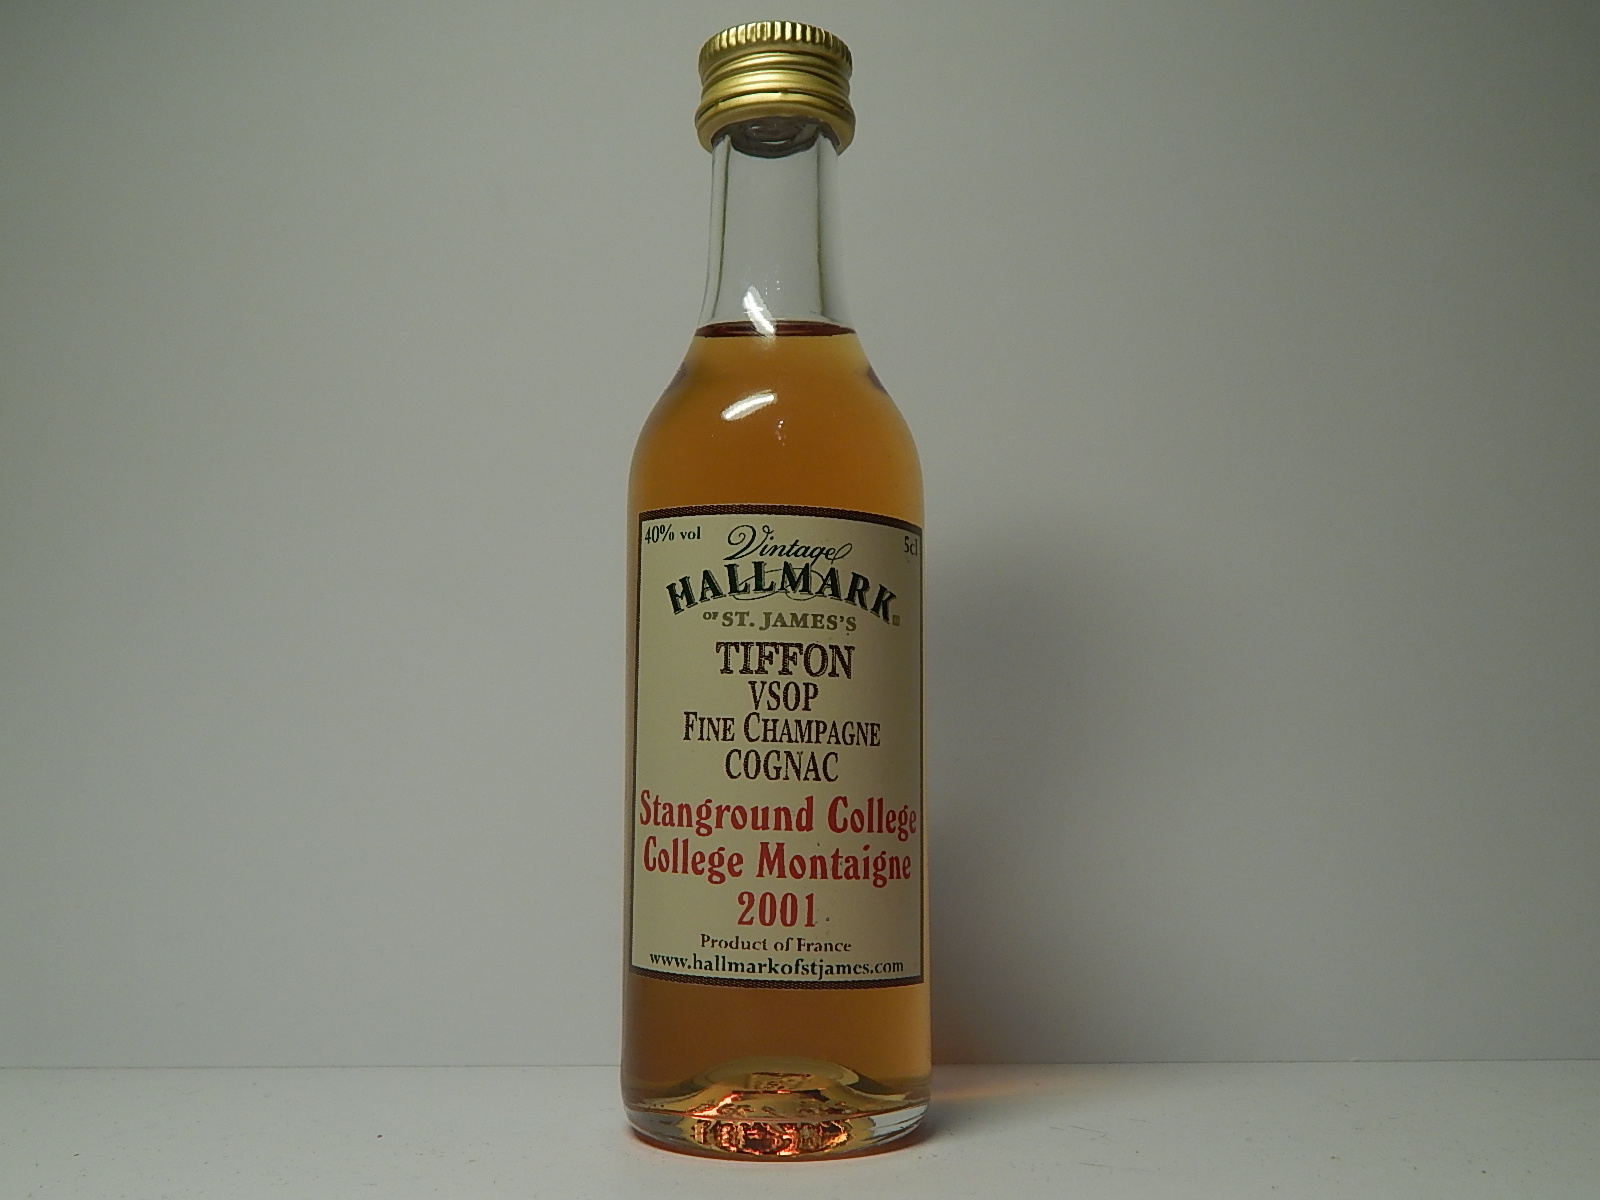 40% vol
5cl
Vintage
HALLMARK
OF ST. JAMES'S
TIFFON
VSOP
FINE CHAMPAGNE
COGNAC
Stanground College
College Montaigne
2001
Product of France
www.hallmarkofstjames.com